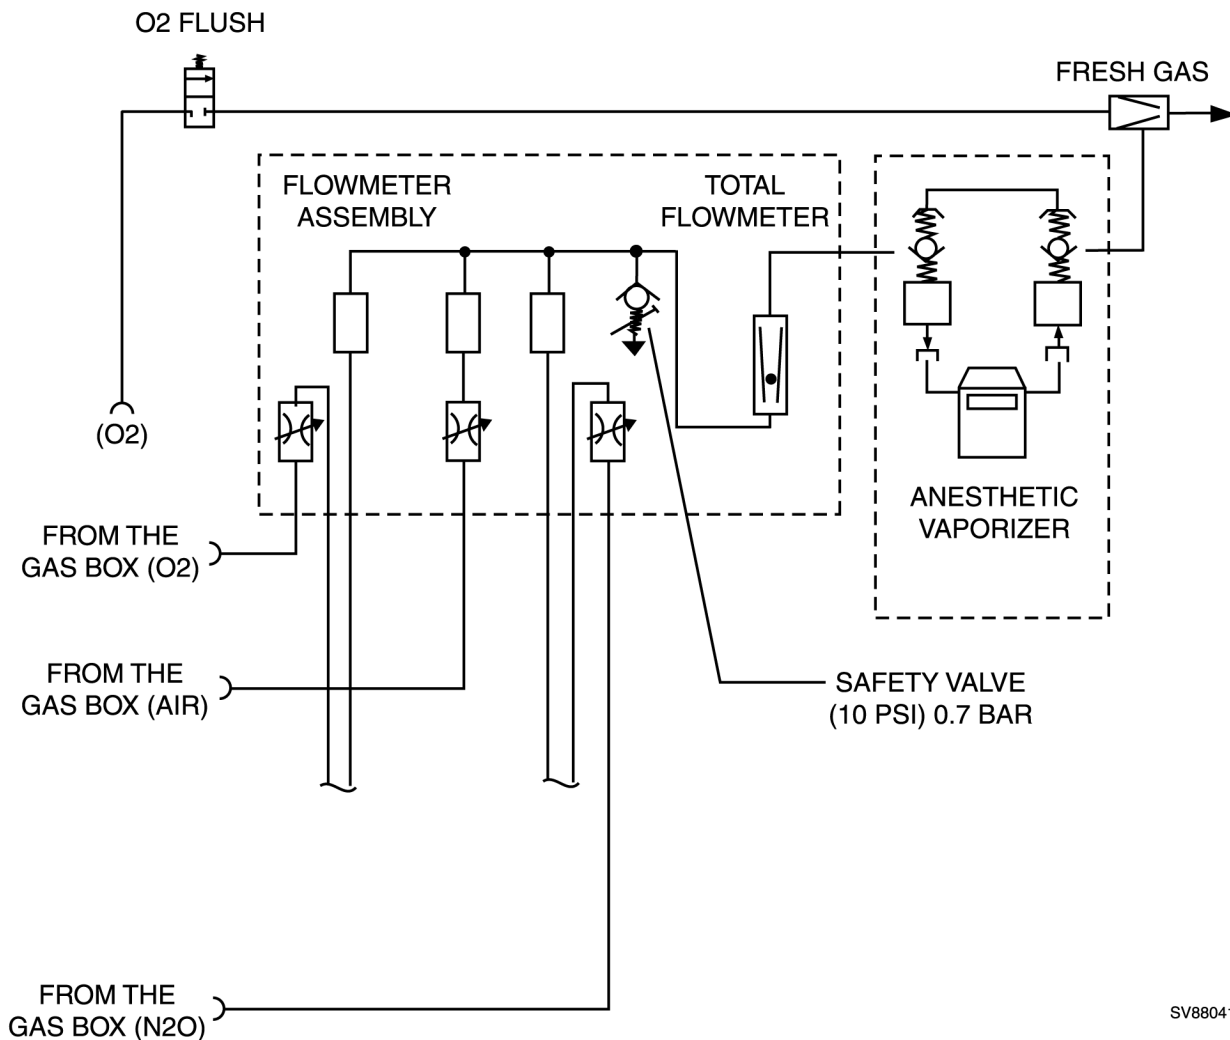 O2 FLUSH
FRESH GAS
FLOWMETER
ASSEMBLY
TOTAL
FLOWMETER
(O2)
ANESTHETIC
VAPORIZER
FROM THE
GAS BOX (O2)
FROM THE
GAS BOX (AIR)
SAFETY VALVE
(10 PSI) 0.7 BAR
FROM THE
GAS BOX (N2O)
SV88041